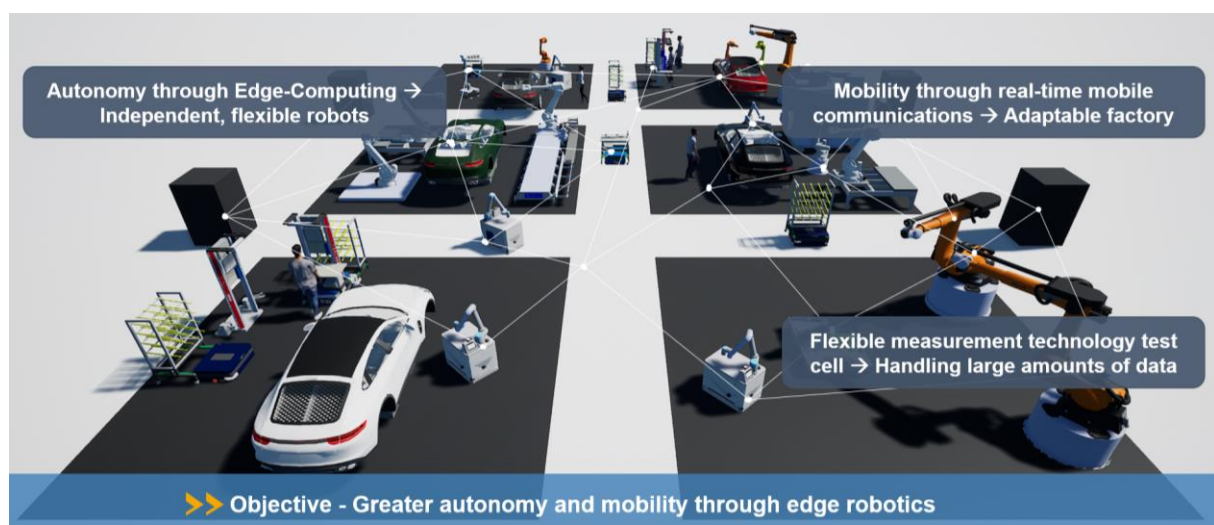 Autonomy through Edge-Computing →
Independent, flexible robots
Mobility through real-time mobile
communications → Adaptable factory
Flexible measurement technology test
cell → Handling large amounts of data
Objective - Greater autonomy and mobility through edge robotics